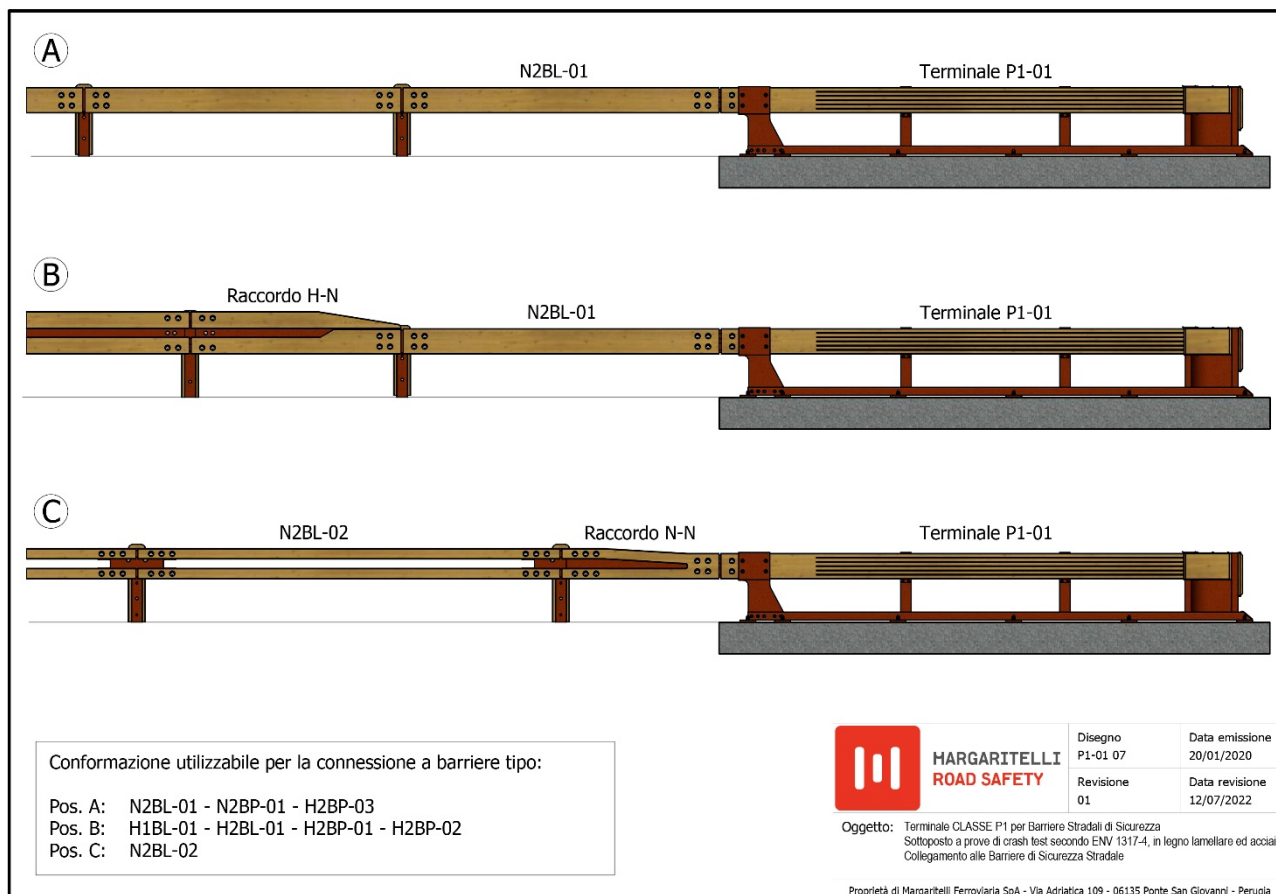 A
N2BL-01 Terminale P1-01
B
Raccordo H-N N2BL-01 Terminale P1-01
C
N2BL-02 Raccordo N-N Terminale P1-01
Conformazione utilizzabile per la connessione a barriere tipo:
Pos. A: N2BL-01 - N2BP-01 - H2BP-03
Pos. B: H1BL-01 - H2BL-01 - H2BP-01 - H2BP-02
Pos. C: N2BL-02
MARGARITELLI
ROAD SAFETY
Disegno
P1-01 07
Data emissione
20/01/2020
Revisione
01
Data revisione
12/07/2022
Oggetto: Terminale CLASSE P1 per Barriere Stradali di Sicurezza
Sottoposto a prove di crash test secondo ENV 1317-4, in legno lamellare ed acciai
Collegamento alle Barriere di Sicurezza Stradale
Proprietà di Margaritelli Ferroviaria SpA - Via Adriatica 109 - 06135 Ponte San Giovanni - Perugia